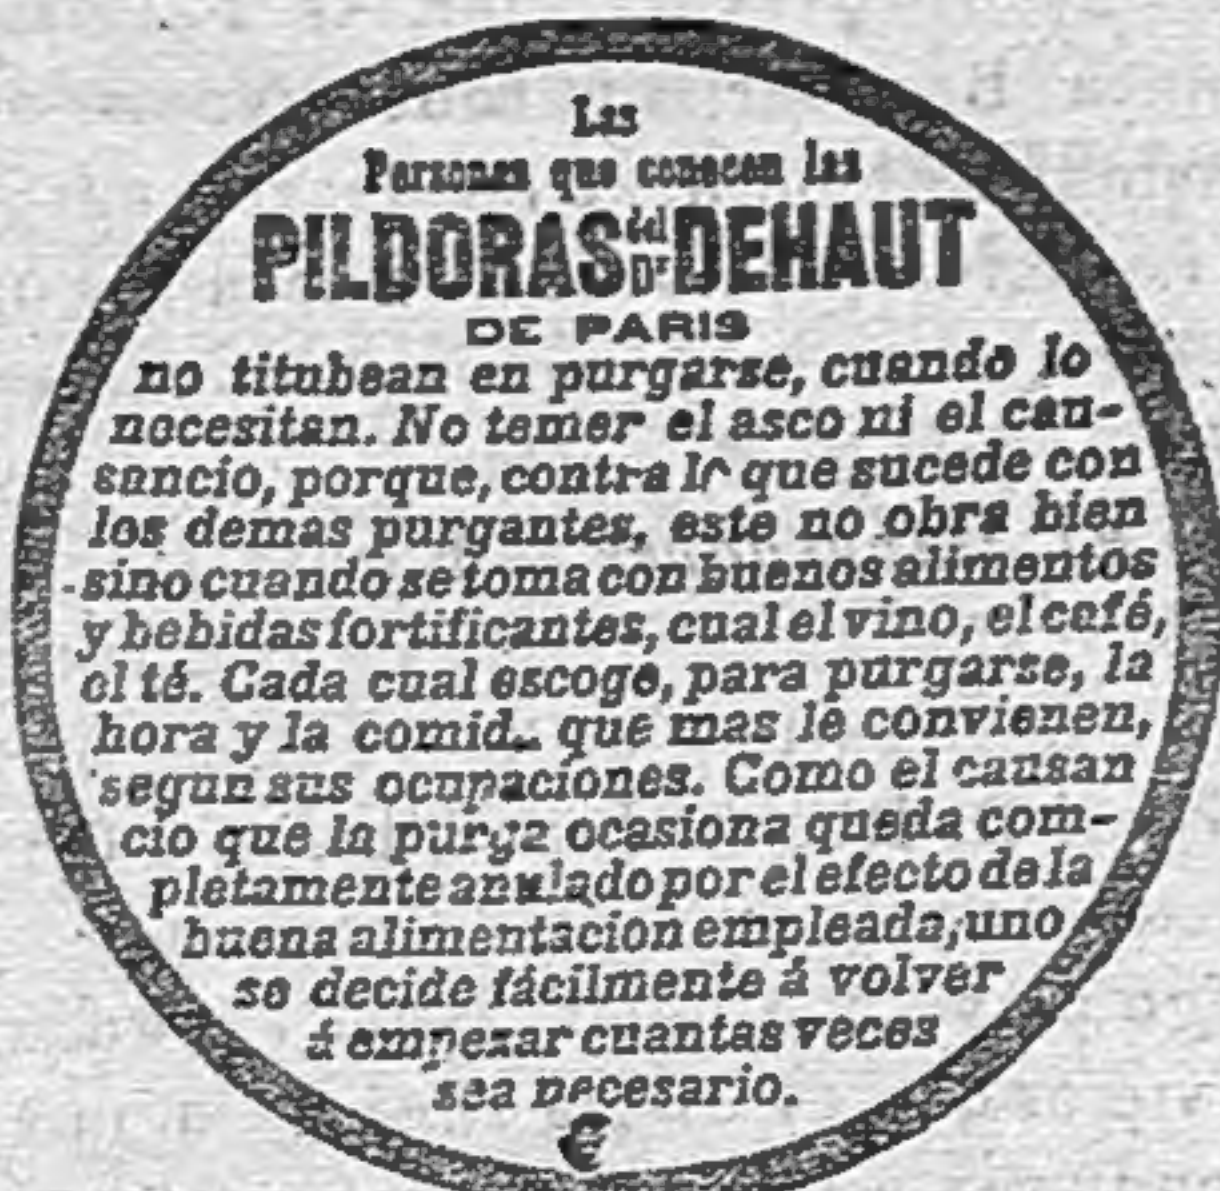 Las
Personas que conocen las
PILDORAS del Dr DEHAUT
DE PARIS
no titubean en purgarse, cuando lo
necesitan. No temer el asco ni el cau-
sancio, porque, contra lo que sucede con
los demas purgantes, este no obra bien
sino cuando se toma con buenos alimentos
y bebidas fortificantes, cual el vino, el café,
el té. Cada cual escoge, para purgarse, la
hora y la comid.. que mas le convienen,
segun sus ocupaciones. Como el causan
cio que la purga ocasiona queda com-
pletamente anulado por el efecto de la
buena alimentacion empleada, uno
se decide fácilmente á volver
á empezar cuantas veces
sea necesario.